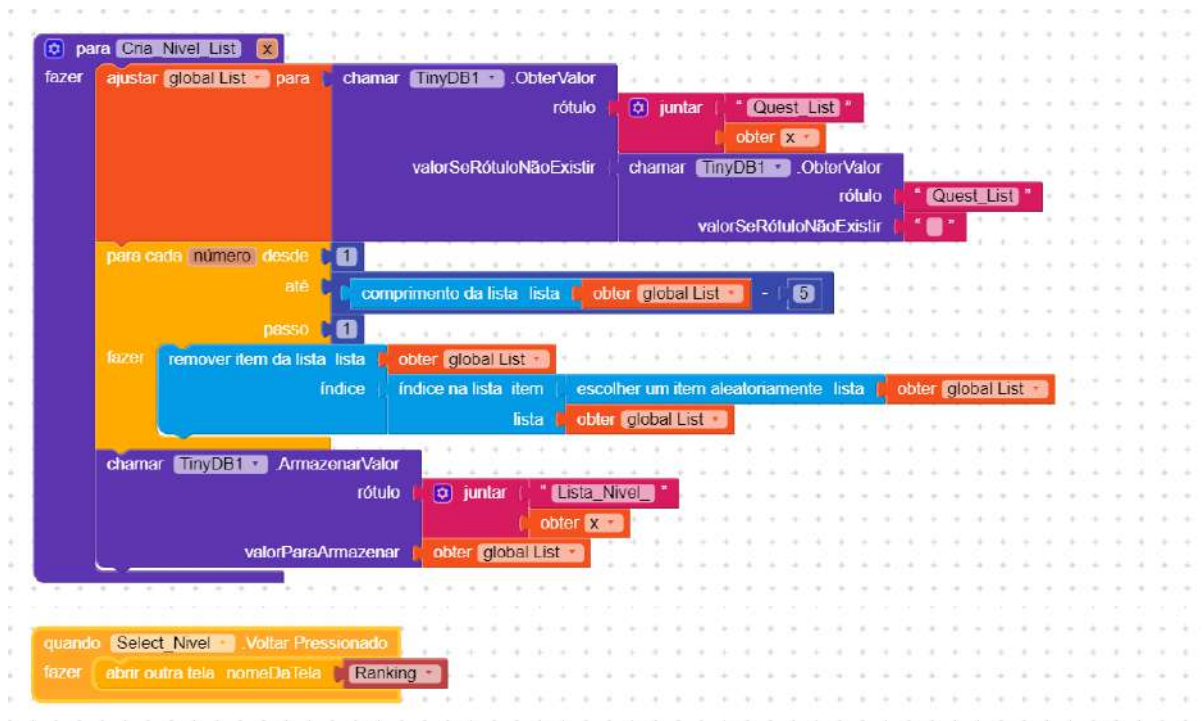 para Cria_Nivel_List x
fazer ajustar global List para chamar TinyDB1 .ObterValor
rótulo juntar " Quest_List "
obter x
valorSeRótuloNãoExistir chamar TinyDB1 .ObterValor
rótulo " Quest_List "
valorSeRótuloNãoExistir " "
para cada número desde 1
até comprimento da lista lista obter global List - 5
passo 1
fazer remover item da lista lista obter global List
índice índice na lista item escolher um item aleatoriamente lista obter global List
lista obter global List
chamar TinyDB1 .ArmazenarValor
rótulo juntar " Lista_Nivel_ "
obter x
valorParaArmazenar obter global List
quando Select_Nivel .Voltar Pressionado
fazer abrir outra tela nomeDaTela Ranking